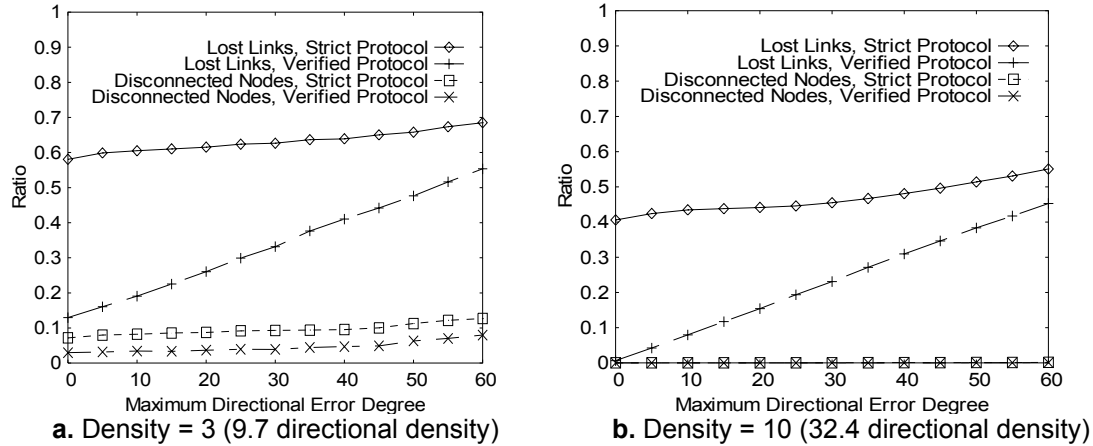 1
0.9
0.8
0.7
0.6
0.5
0.4
0.3
0.2
0.1
0
Ratio
Lost Links, Strict Protocol
Lost Links, Verified Protocol
Disconnected Nodes, Strict Protocol
Disconnected Nodes, Verified Protocol
0 10 20 30 40 50 60
Maximum Directional Error Degree
a. Density = 3 (9.7 directional density)
1
0.9
0.8
0.7
0.6
0.5
0.4
0.3
0.2
0.1
0
Ratio
Lost Links, Strict Protocol
Lost Links, Verified Protocol
Disconnected Nodes, Strict Protocol
Disconnected Nodes, Verified Protocol
0 10 20 30 40 50 60
Maximum Directional Error Degree
b. Density = 10 (32.4 directional density)